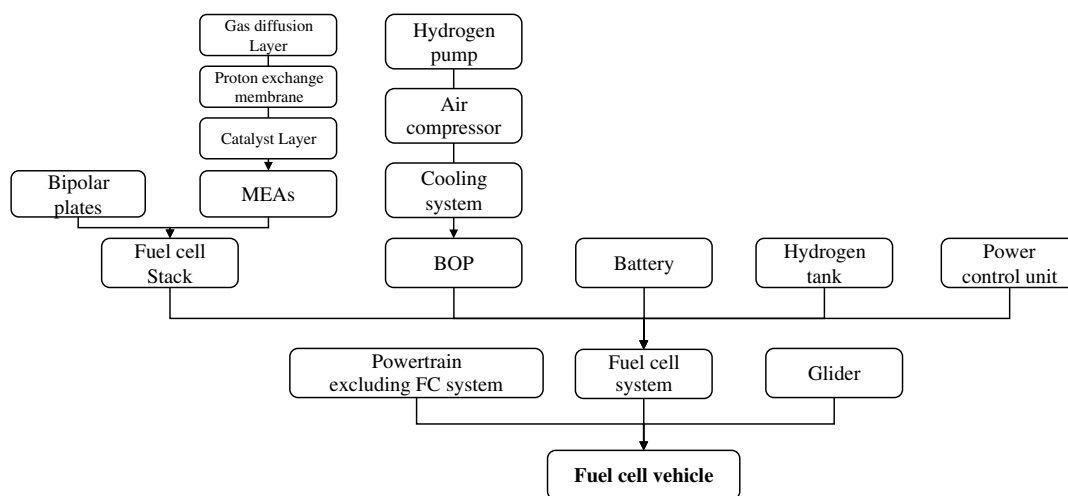 Gas diffusion
Layer
Hydrogen
pump
Proton exchange
membrane
Air
compressor
Catalyst Layer
Bipolar
plates
MEAs
Cooling
system
Fuel cell
Stack
BOP
Battery
Hydrogen
tank
Power
control unit
Powertrain
excluding FC system
Fuel cell
system
Glider
Fuel cell vehicle